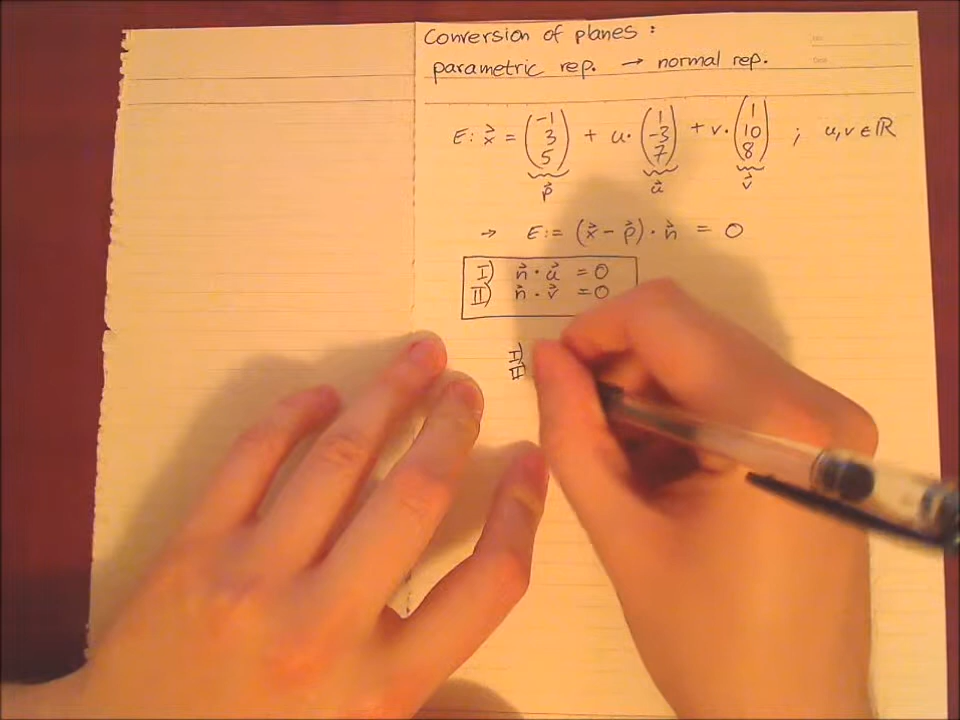 Conversion of planes :
parametric rep. → normal rep.
E: x⃗ = (-1 3 5) + u· (1 -3 7) + v· (1 10 8) ; u,v ∈ ℝ
p⃗ u⃗ v⃗
→ E:= (x⃗ - p⃗) · n⃗ = 0
I) n⃗ · u⃗ = 0
II) n⃗ · v⃗ = 0
I)
II)